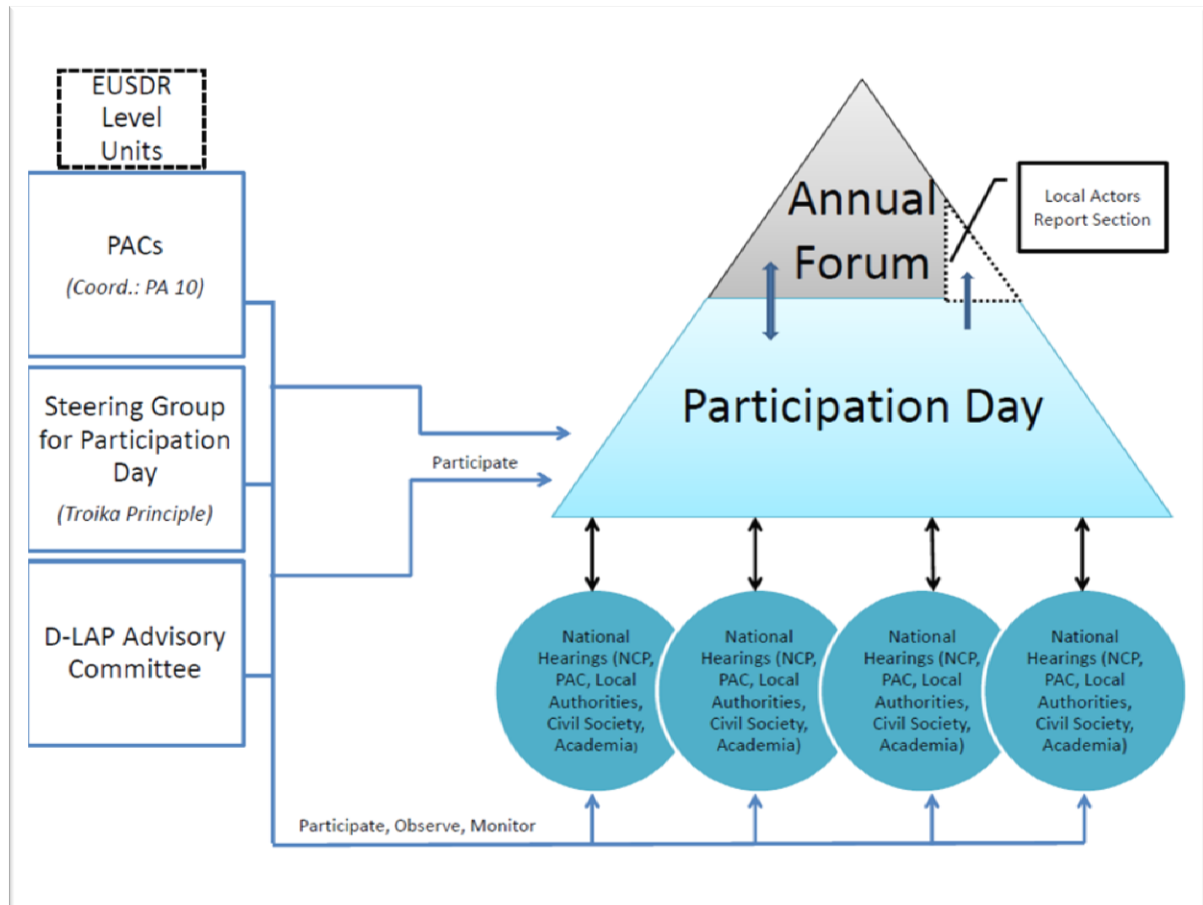 EUSDR
Level
Units
PACs
(Coord.: PA 10)
Steering Group
for Participation
Day
(Troika Principle)
D-LAP Advisory
Committee
Annual
Forum
Local Actors
Report Section
Participation Day
Participate
National
Hearings (NCP,
PAC, Local
Authorities,
Civil Society,
Academia)
National
Hearings (NCP,
PAC, Local
Authorities,
Civil Society,
Academia)
National
Hearings (NCP,
PAC, Local
Authorities,
Civil Society,
Academia)
National
Hearings (NCP,
PAC, Local
Authorities,
Civil Society,
Academia)
Participate, Observe, Monitor